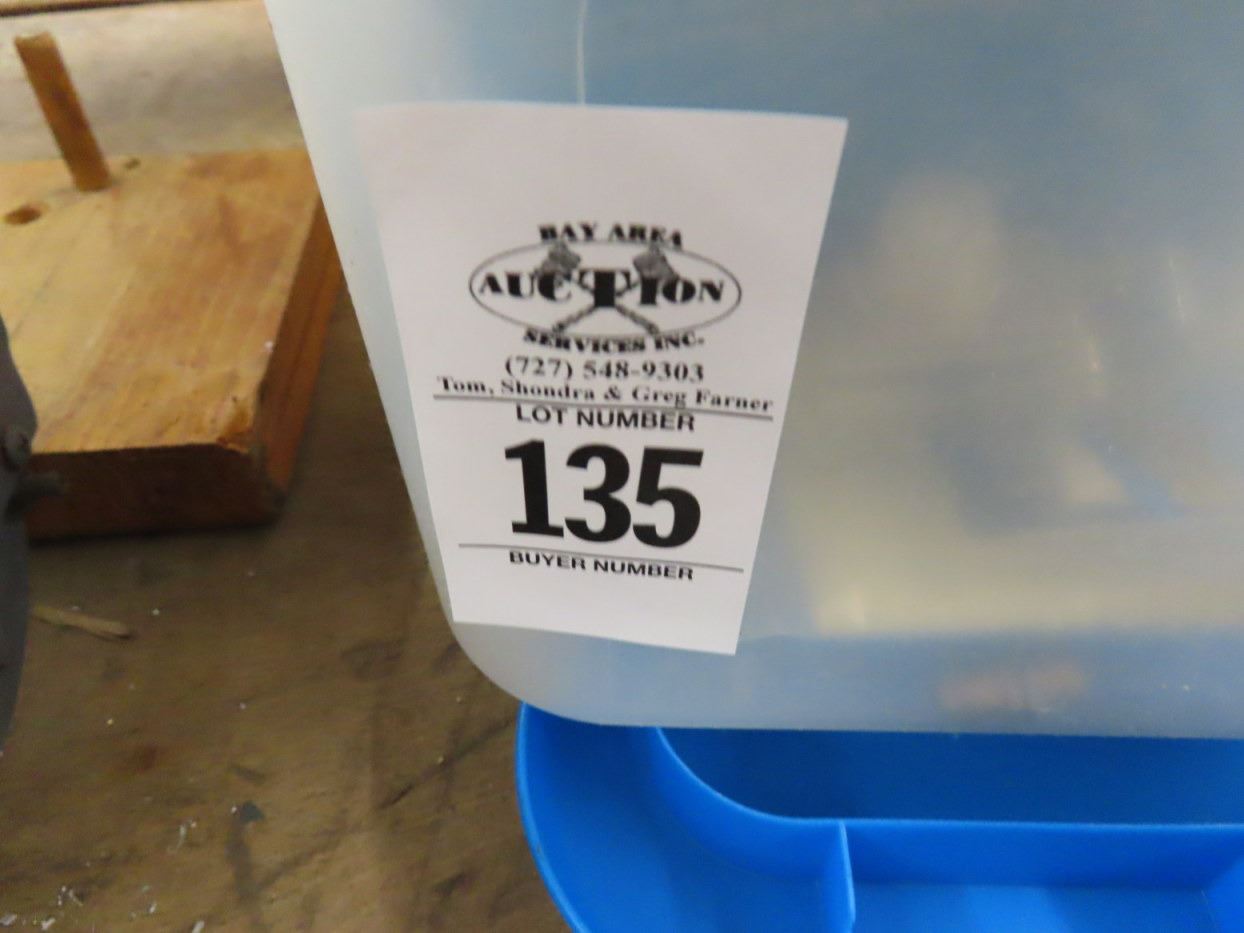 BAY AREA
AUCTION
SERVICES INC.
(727) 548-9303
Tom, Shondra & Greg Farner
LOT NUMBER
135
BUYER NUMBER